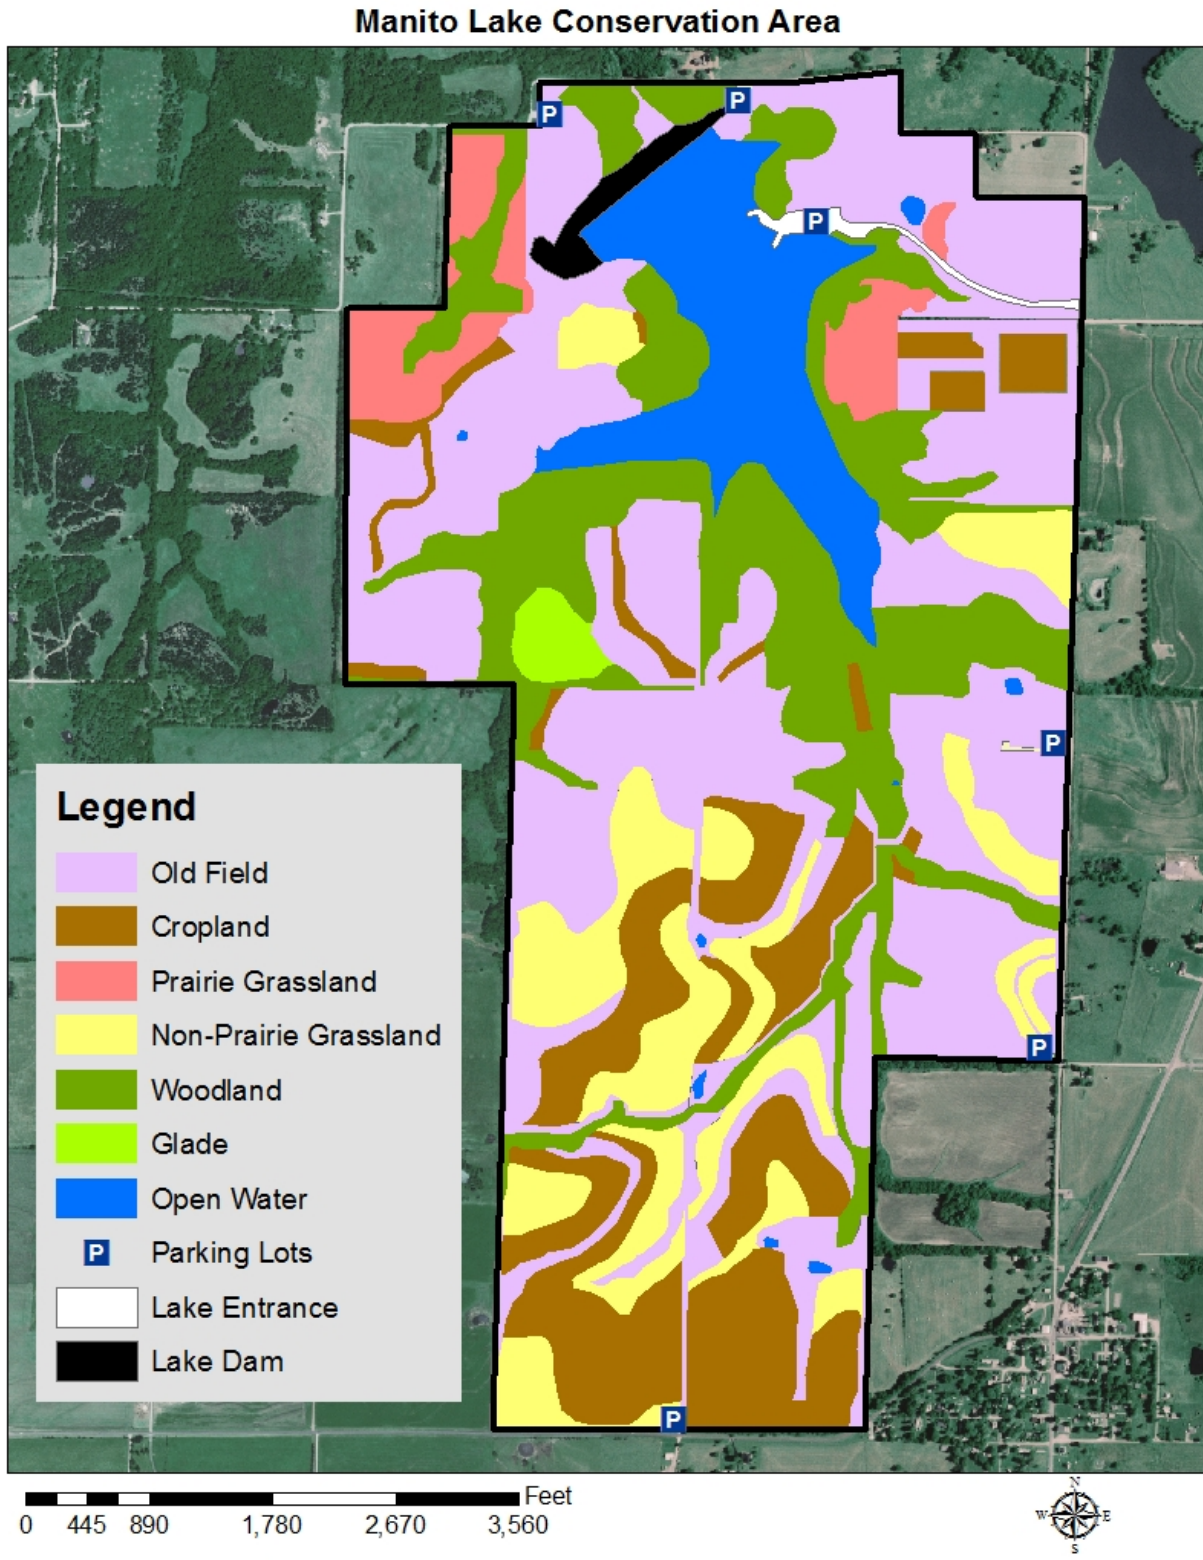 Manito Lake Conservation Area
P
P
P
P
P
P
Legend
Old Field
Cropland
Prairie Grassland
Non-Prairie Grassland
Woodland
Glade
Open Water
P Parking Lots
Lake Entrance
Lake Dam
Feet
0 445 890 1,780 2,670 3,560
N
W E
S